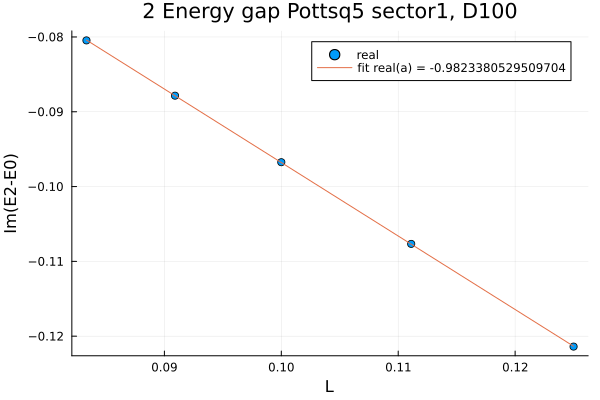 2 Energy gap Pottsq5 sector1, D100
real
fit real(a) = -0.9823380529509704
Im(E2-E0)
−0.08
−0.09
−0.10
−0.11
−0.12
0.09
0.10
0.11
0.12
L